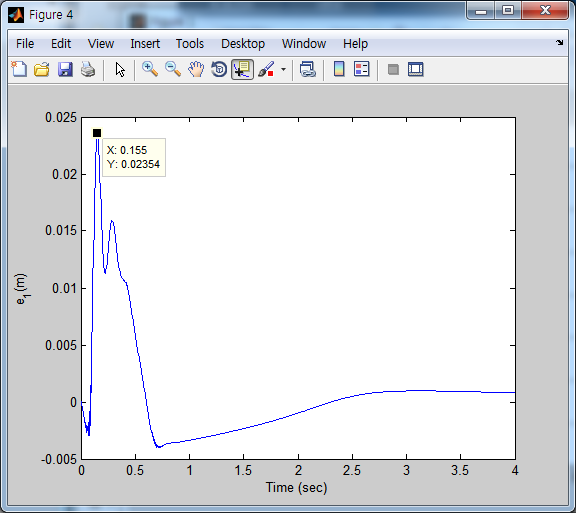 Figure 4
File Edit View Insert Tools Desktop Window Help
0.025
X: 0.155
Y: 0.02354
0.02
0.015
0.01
0.005
0
-0.005
e1 (m)
0 0.5 1 1.5 2 2.5 3 3.5 4
Time (sec)